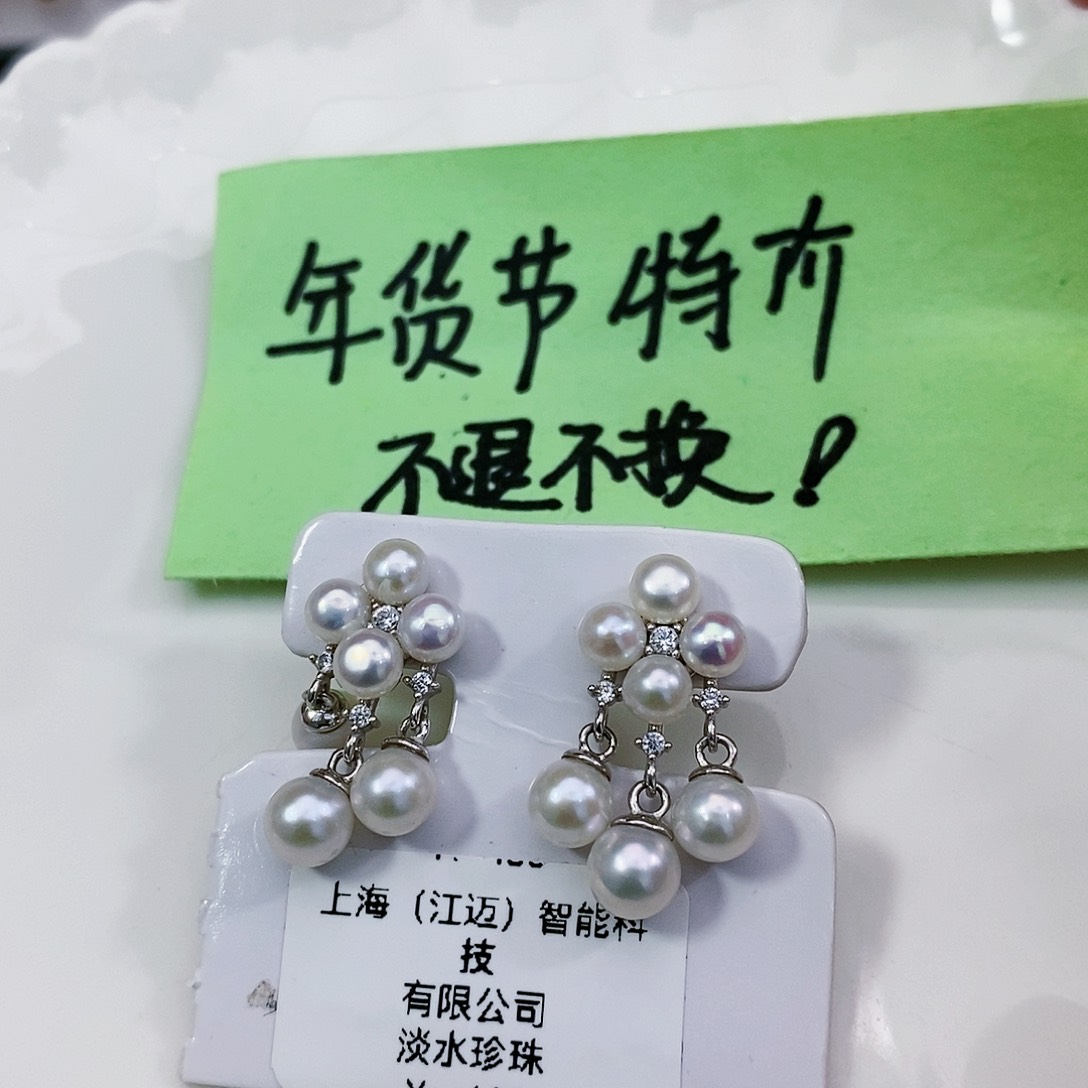 年货节特价
不退不换！
上海（江迈）智能科
技
有限公司
淡水珍珠